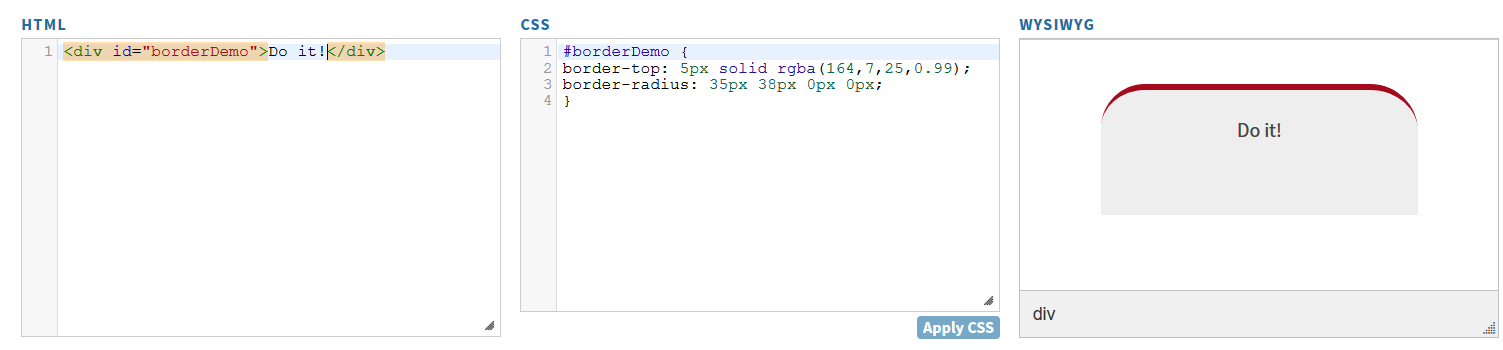 HTML
1 <div id="borderDemo">Do it!</div>
CSS
1 #borderDemo {
2 border-top: 5px solid rgba(164,7,25,0.99);
3 border-radius: 35px 38px 0px 0px;
4 }
Apply CSS
WYSIWYG
Do it!
div